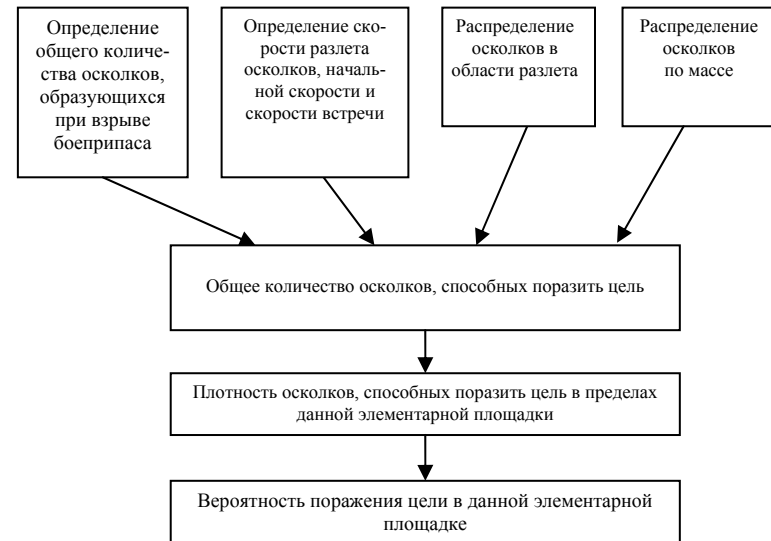 Определение
общего количе-
ства осколков,
образующихся
при взрыве
боеприпаса
Определение ско-
рости разлета
осколков, началь-
ной скорости и
скорости встречи
Распределение
осколков в
области разлета
Распределение
осколков
по массе
Общее количество осколков, способных поразить цель
Плотность осколков, способных поразить цель в пределах
данной элементарной площадки
Вероятность поражения цели в данной элементарной
площадке